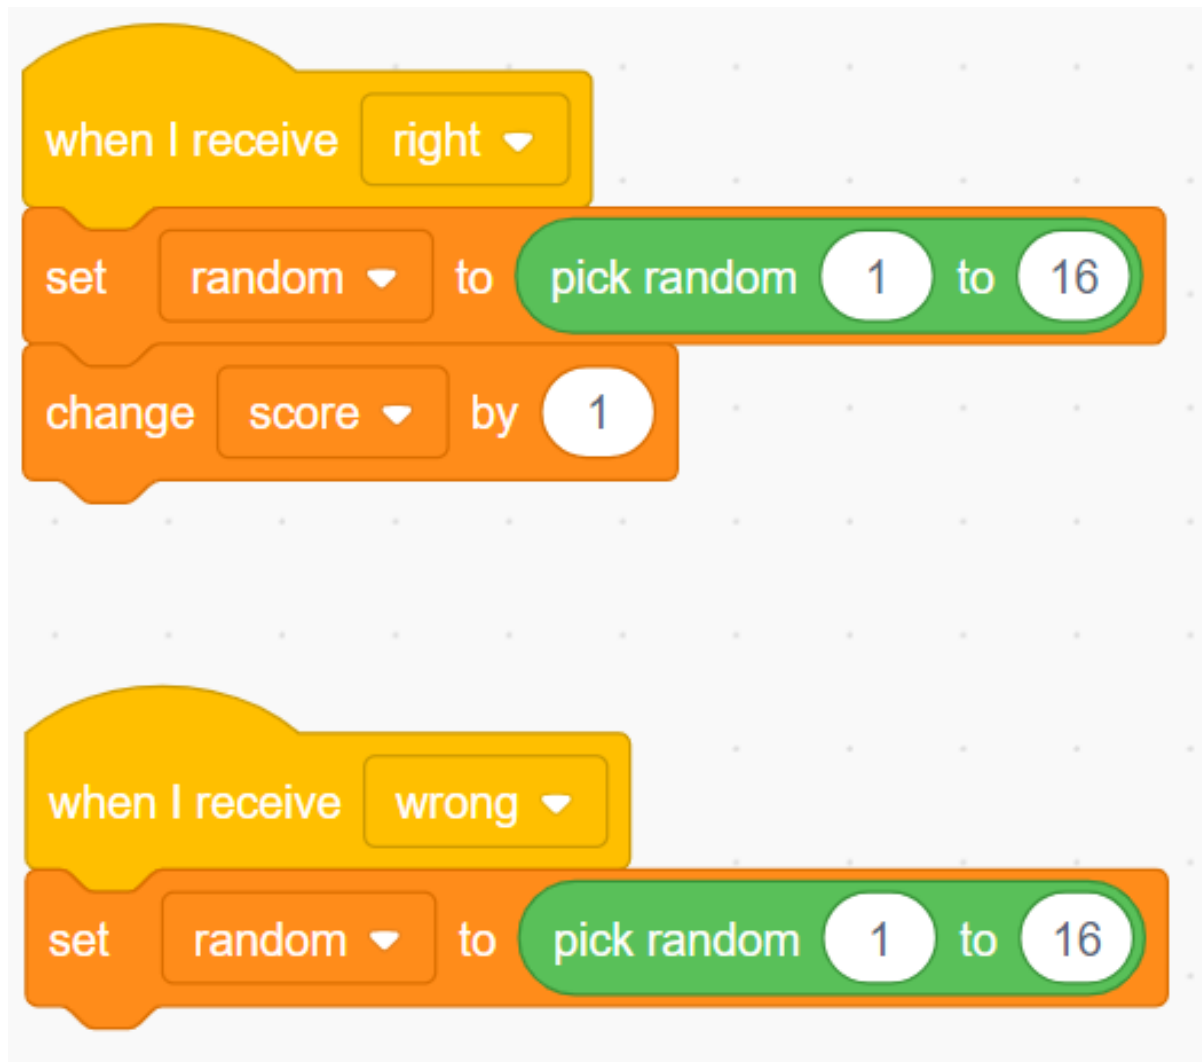 when I receive right
set random to pick random 1 to 16
change score by 1
when I receive wrong
set random to pick random 1 to 16